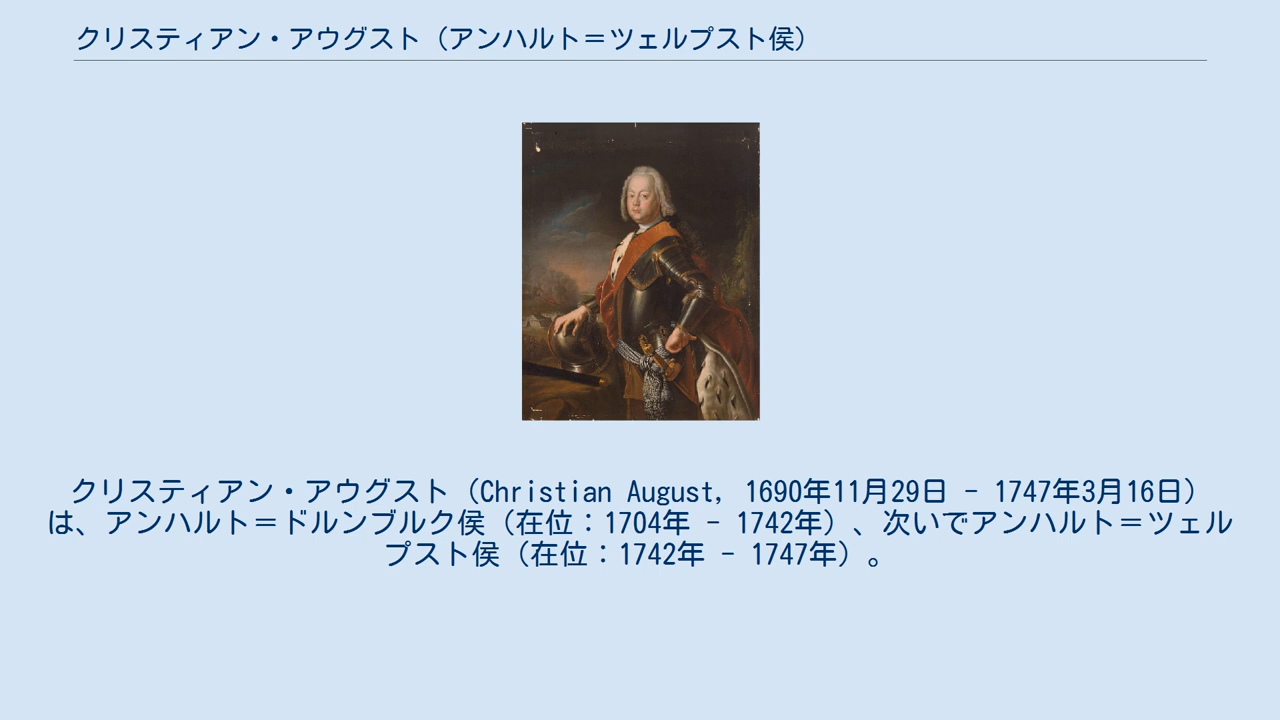 クリスティアン・アウグスト（アンハルト＝ツェルプスト侯）
クリスティアン・アウグスト（Christian August, 1690年11月29日 - 1747年3月16日）
は、アンハルト＝ドルンブルク侯（在位：1704年 - 1742年）、次いでアンハルト＝ツェル
プスト侯（在位：1742年 - 1747年）。